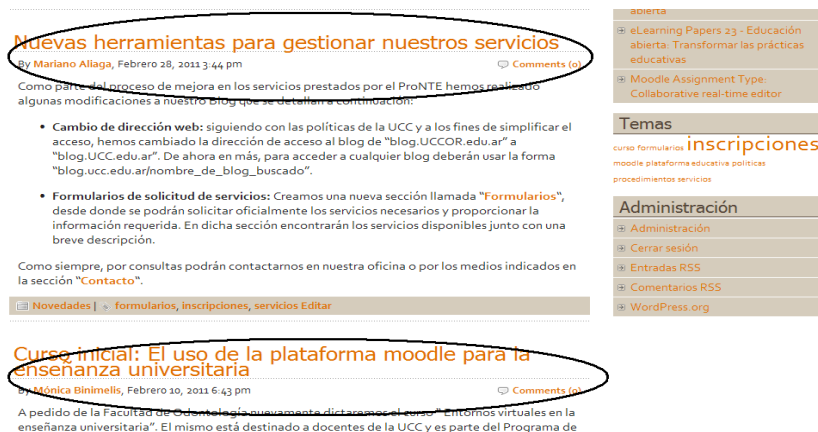 Nuevas herramientas para gestionar nuestros servicios
By Mariano Aliaga, Febrero 28, 2011 3:44 pm
Comments (0)
Como parte del proceso de mejora en los servicios prestados por el ProNTE hemos realizado
algunas modificaciones a nuestro Blog que se detallan a continuación:
• Cambio de dirección web: siguiendo con las políticas de la UCC y a los fines de simplificar el
acceso, hemos cambiado la dirección de acceso al blog de "blog.UCCOR.edu.ar" a
"blog.UCC.edu.ar". De ahora en más, para acceder a cualquier blog deberán usar la forma
"blog.ucc.edu.ar/nombre_de_blog_buscado".
• Formularios de solicitud de servicios: Creamos una nueva sección llamada "Formularios",
desde donde se podrán solicitar oficialmente los servicios necesarios y proporcionar la
información requerida. En dicha sección encontrarán los servicios disponibles junto con una
breve descripción.
Como siempre, por consultas podrán contactarnos en nuestra oficina o por los medios indicados en
la sección "Contacto".
Novedades | formularios, inscripciones, servicios Editar
Curso inicial: El uso de la plataforma moodle para la
enseñanza universitaria
By Mónica Binimelis, Febrero 10, 2011 6:43 pm
Comments (0)
A pedido de la Facultad de Odontología nuevamente dictaremos el curso " Entornos virtuales en la
enseñanza universitaria". El mismo está destinado a docentes de la UCC y es parte del Programa de
abierta
eLearning Papers 23 - Educación
abierta: Transformar las prácticas
educativas
Moodle Assignment Type:
Collaborative real-time editor
Temas
curso formularios inscripciones
moodle plataforma educativa politicas
procedimientos servicios
Administración
Administración
Cerrar sesión
Entradas RSS
Comentarios RSS
WordPress.org